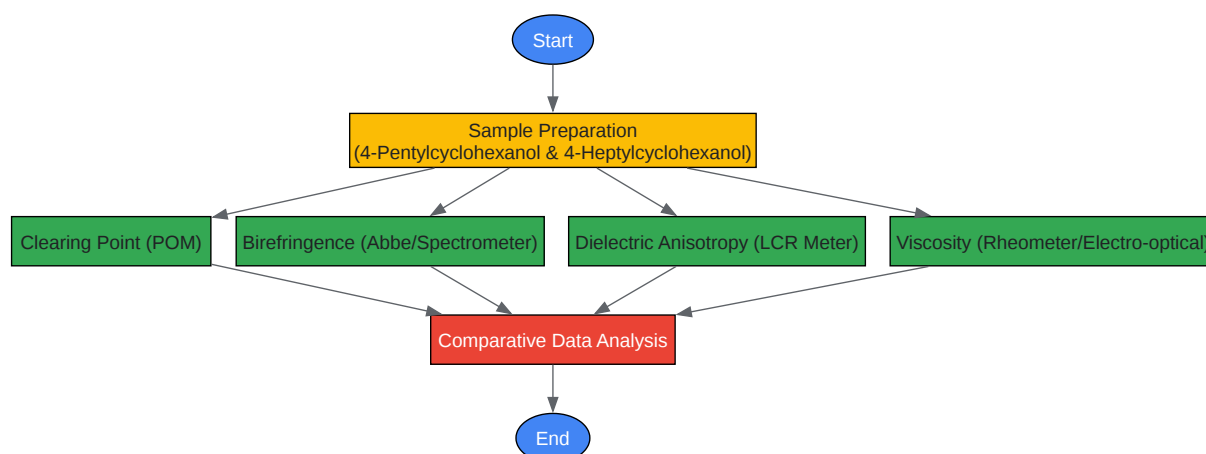 Start
Sample Preparation
(4-Pentylcyclohexanol & 4-Heptylcyclohexanol)
Clearing Point (POM)
Birefringence (Abbe/Spectrometer)
Dielectric Anisotropy (LCR Meter)
Viscosity (Rheometer/Electro-optical)
Comparative Data Analysis
End